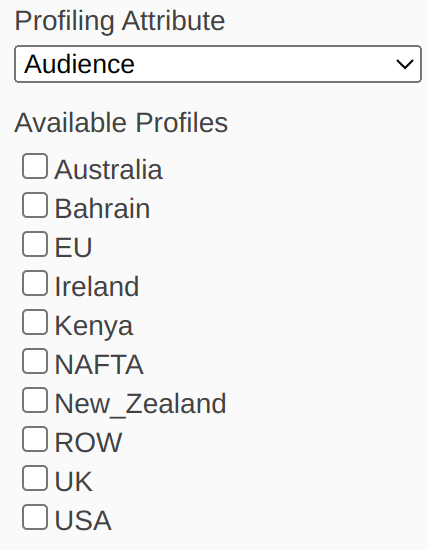 Profiling Attribute
Audience
Available Profiles
Australia
Bahrain
EU
Ireland
Kenya
NAFTA
New_Zealand
ROW
UK
USA